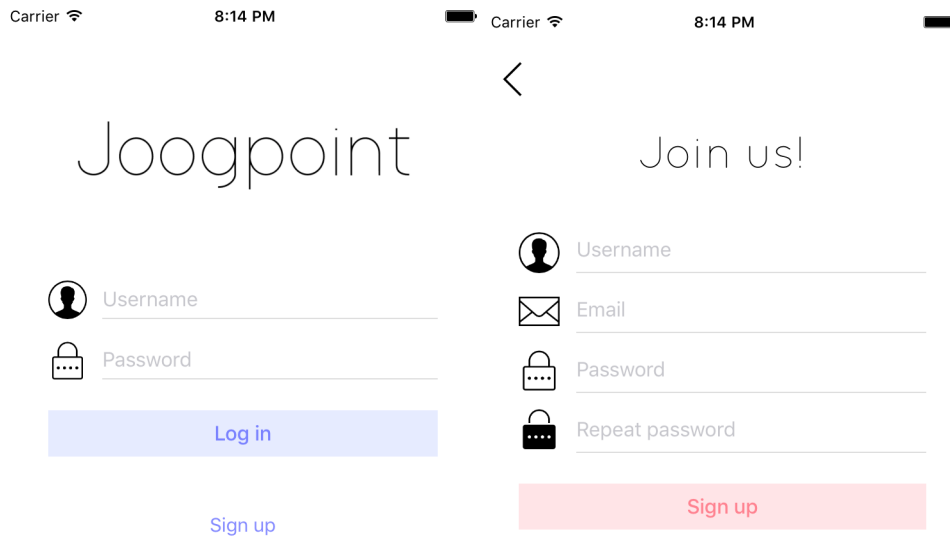 Carrier 8:14 PM
Joogpoint
Username
Password
Log in
Sign up
Carrier 8:14 PM
Join us!
Username
Email
Password
Repeat password
Sign up